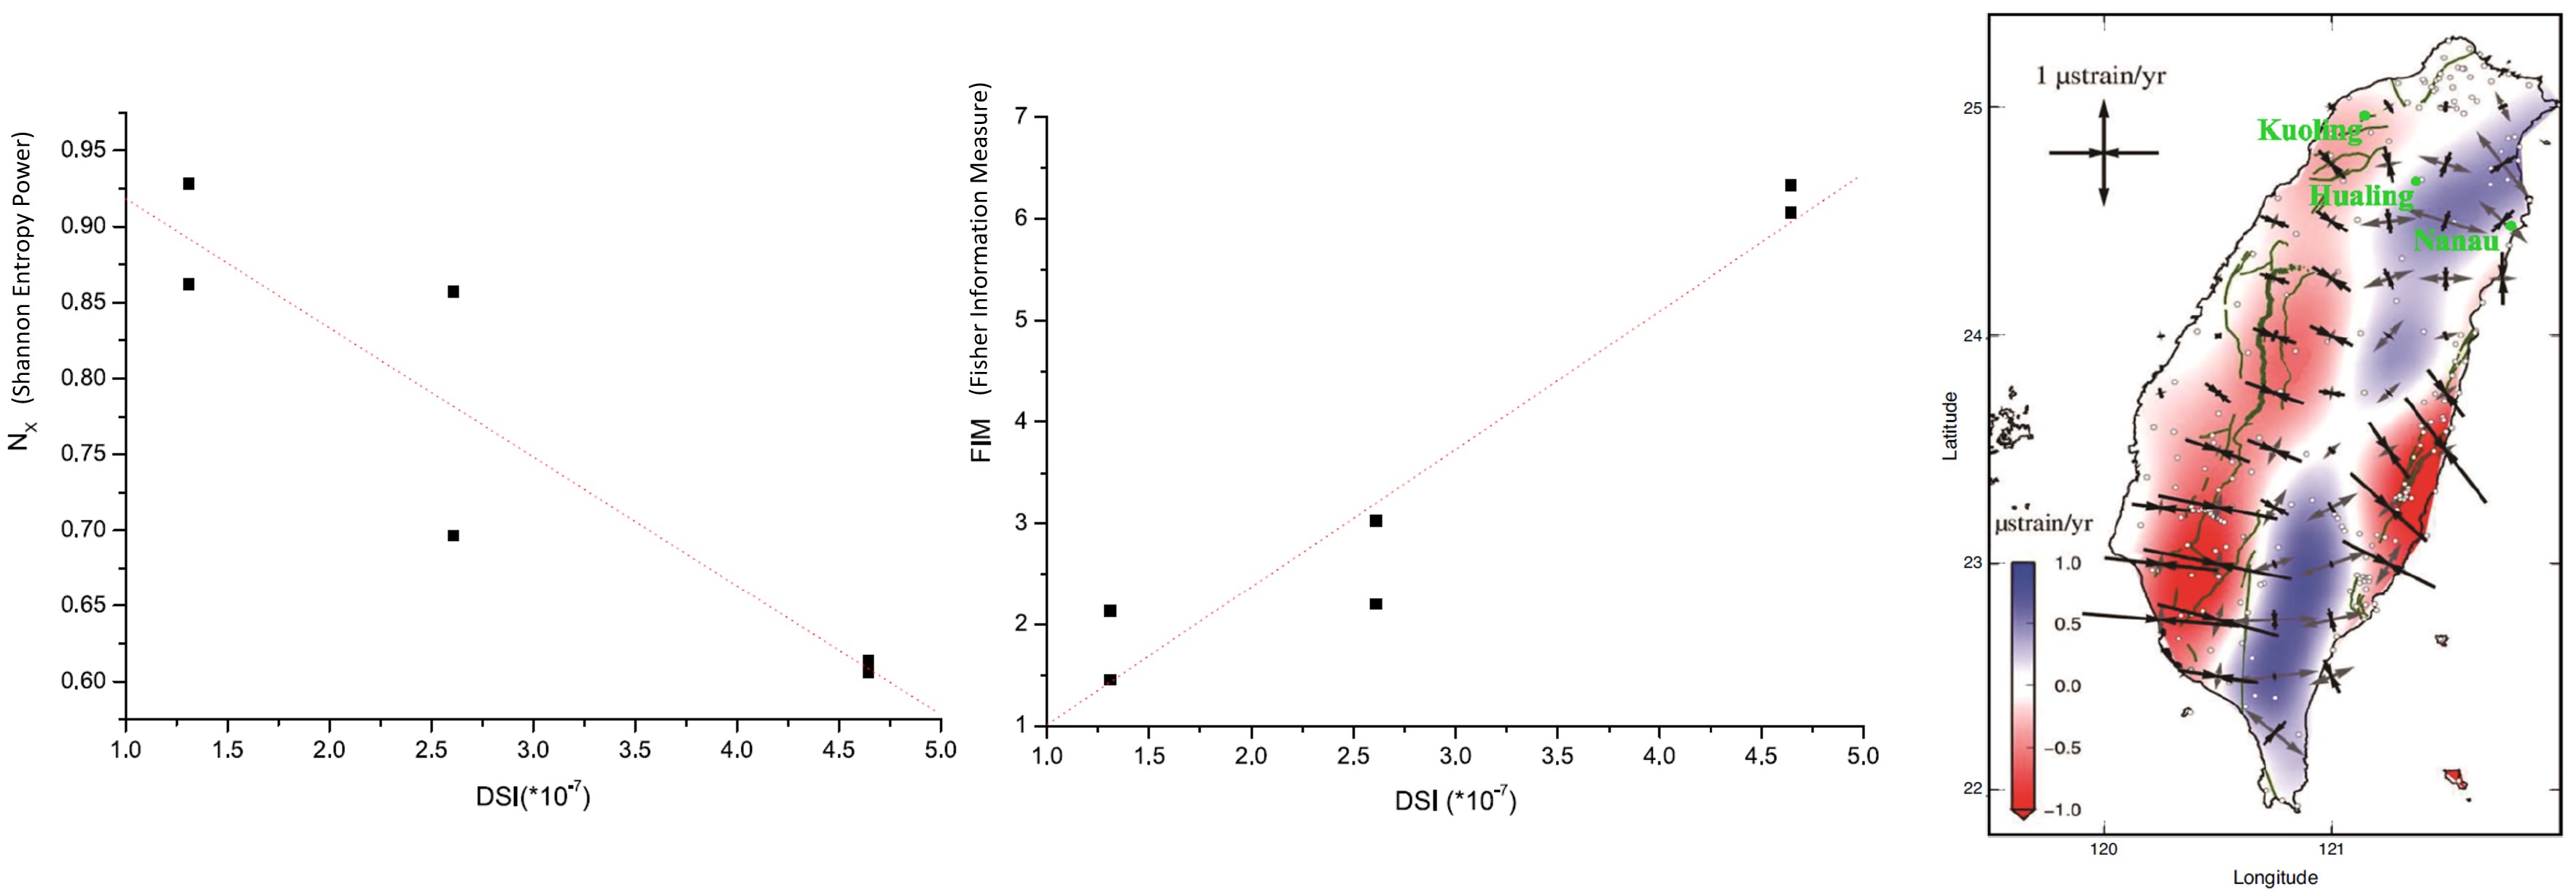 0.95
0.90
0.85
0.80
0.75
0.70
0.65
0.60
N_X (Shannon Entropy Power)
1.0 1.5 2.0 2.5 3.0 3.5 4.0 4.5 5.0
DSI(*10^-7)
7
6
5
4
3
2
1
FIM (Fisher Information Measure)
1.0 1.5 2.0 2.5 3.0 3.5 4.0 4.5 5.0
DSI (*10^-7)
1 μstrain/yr
25
Kuoling
Hualing
Nanau
24
Latitude
μstrain/yr
23
1.0
0.5
0.0
−0.5
−1.0
22
120 121
Longitude